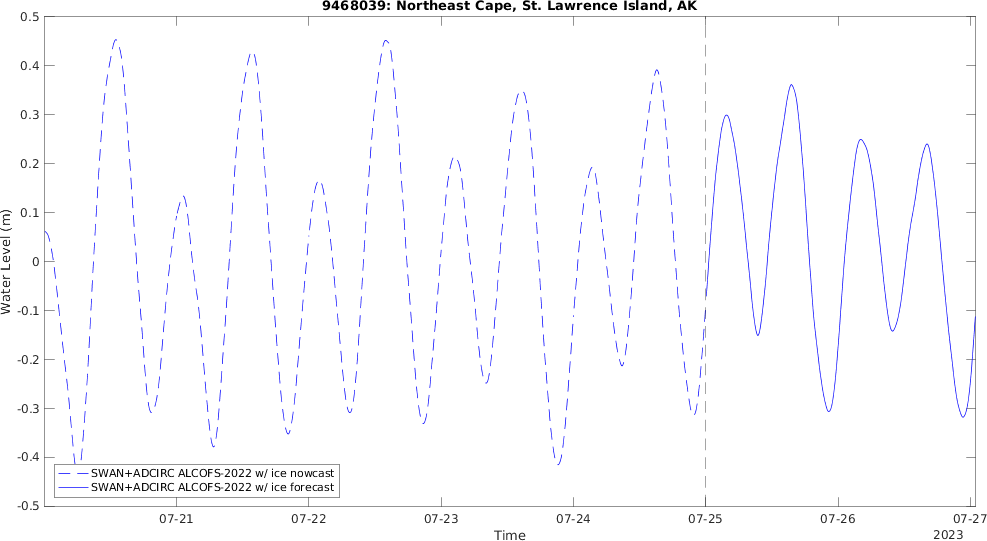 9468039: Northeast Cape, St. Lawrence Island, AK
0.5
0.4
0.3
0.2
0.1
0
-0.1
-0.2
-0.3
-0.4
-0.5
Water Level (m)
SWAN+ADCIRC ALCOFS-2022 w/ ice nowcast
SWAN+ADCIRC ALCOFS-2022 w/ ice forecast
07-21 07-22 07-23 07-24 07-25 07-26 07-27
Time
2023